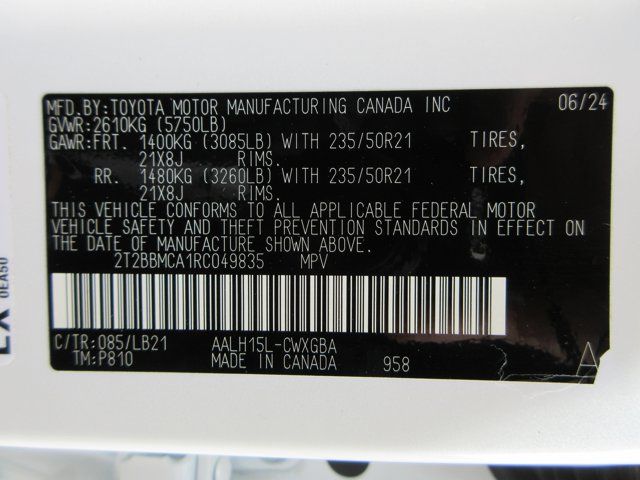 MFD.BY:TOYOTA MOTOR MANUFACTURING CANADA INC 06/24
GVWR:2610KG (5750LB)
GAWR:FRT. 1400KG (3085LB) WITH 235/50R21 TIRES,
21X8J RIMS.
RR. 1480KG (3260LB) WITH 235/50R21 TIRES,
21X8J RIMS.
THIS VEHICLE CONFORMS TO ALL APPLICABLE FEDERAL MOTOR
VEHICLE SAFETY AND THEFT PREVENTION STANDARDS IN EFFECT ON
THE DATE OF MANUFACTURE SHOWN ABOVE.
2T2BBMCA1RC049835 MPV
C/TR:085/LB21 AALH15L-CWXGBA
TM:P810 MADE IN CANADA 958 A
0EA50